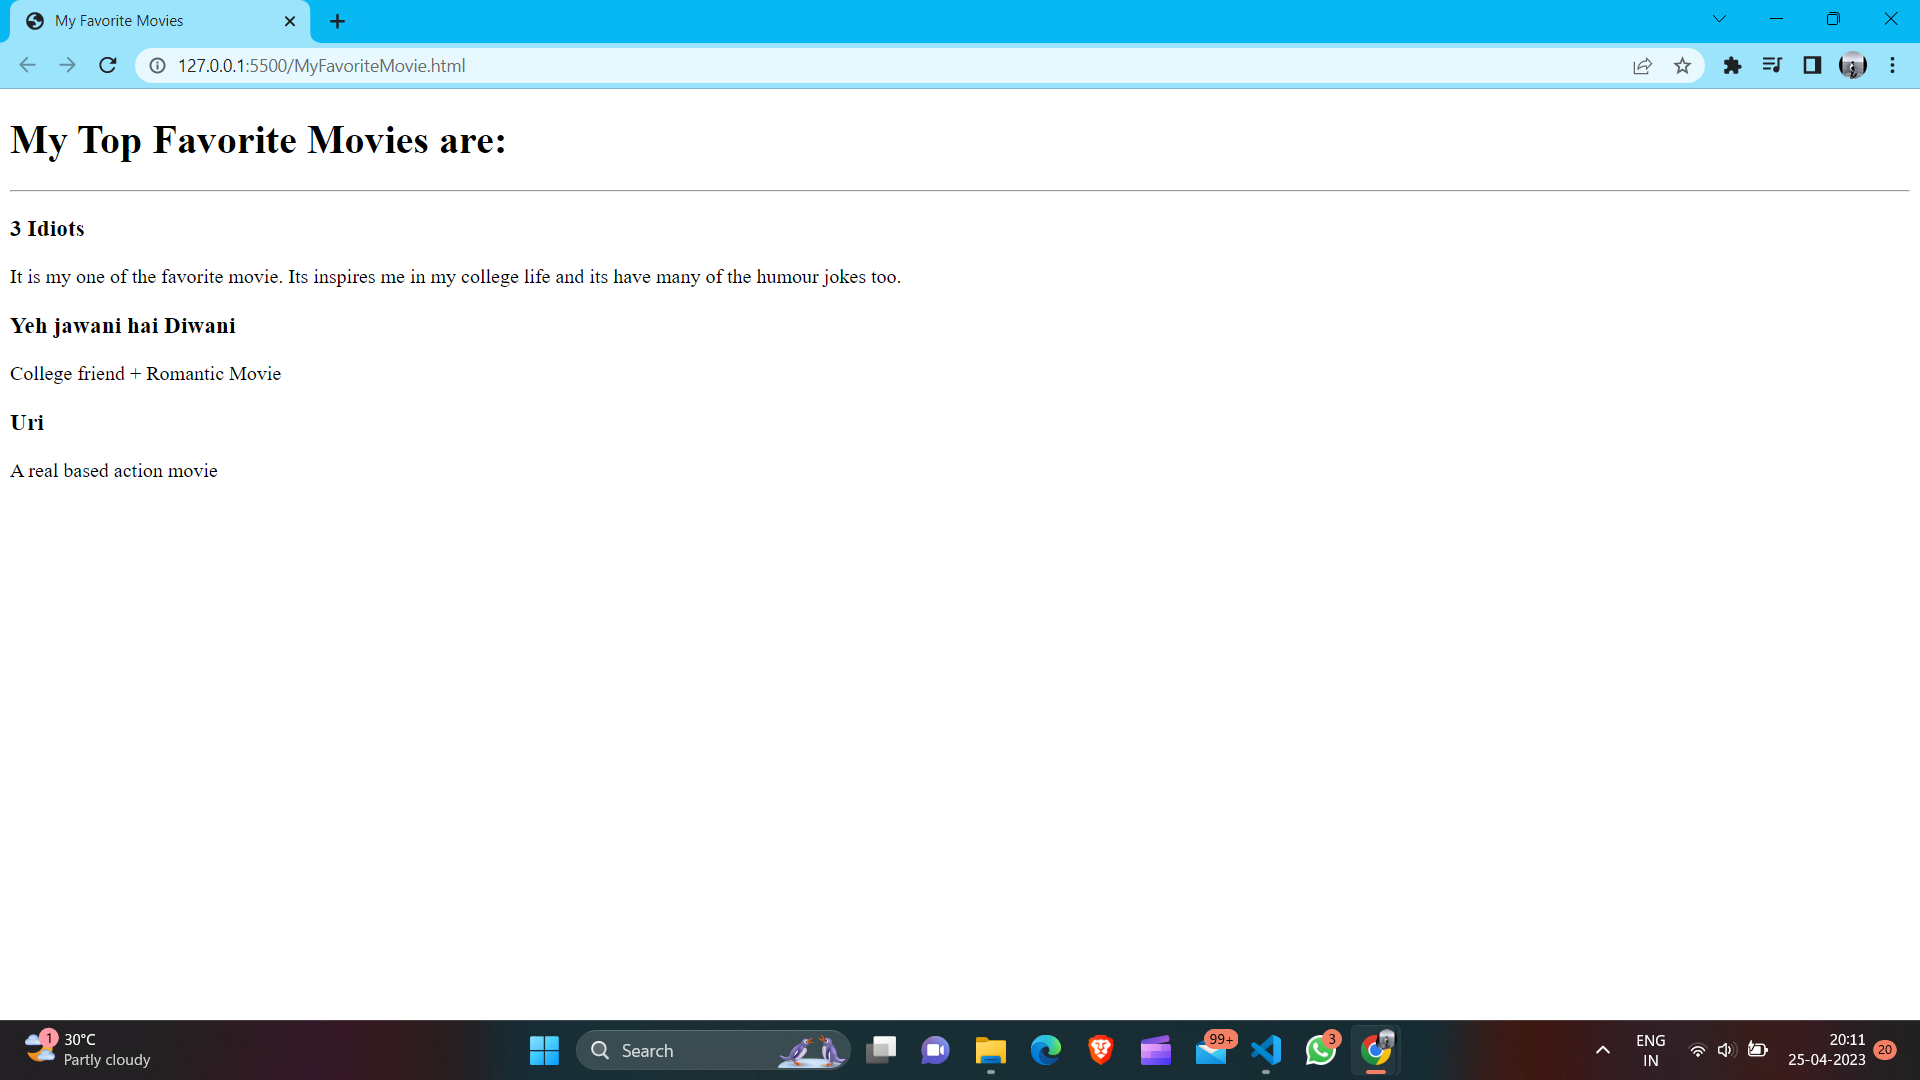 My Favorite Movies
127.0.0.1:5500/MyFavoriteMovie.html
My Top Favorite Movies are:
3 Idiots
It is my one of the favorite movie. Its inspires me in my college life and its have many of the humour jokes too.
Yeh jawani hai Diwani
College friend + Romantic Movie
Uri
A real based action movie
1
30°C
Partly cloudy
Search
99+
3
ENG
IN
20:11
25-04-2023
20